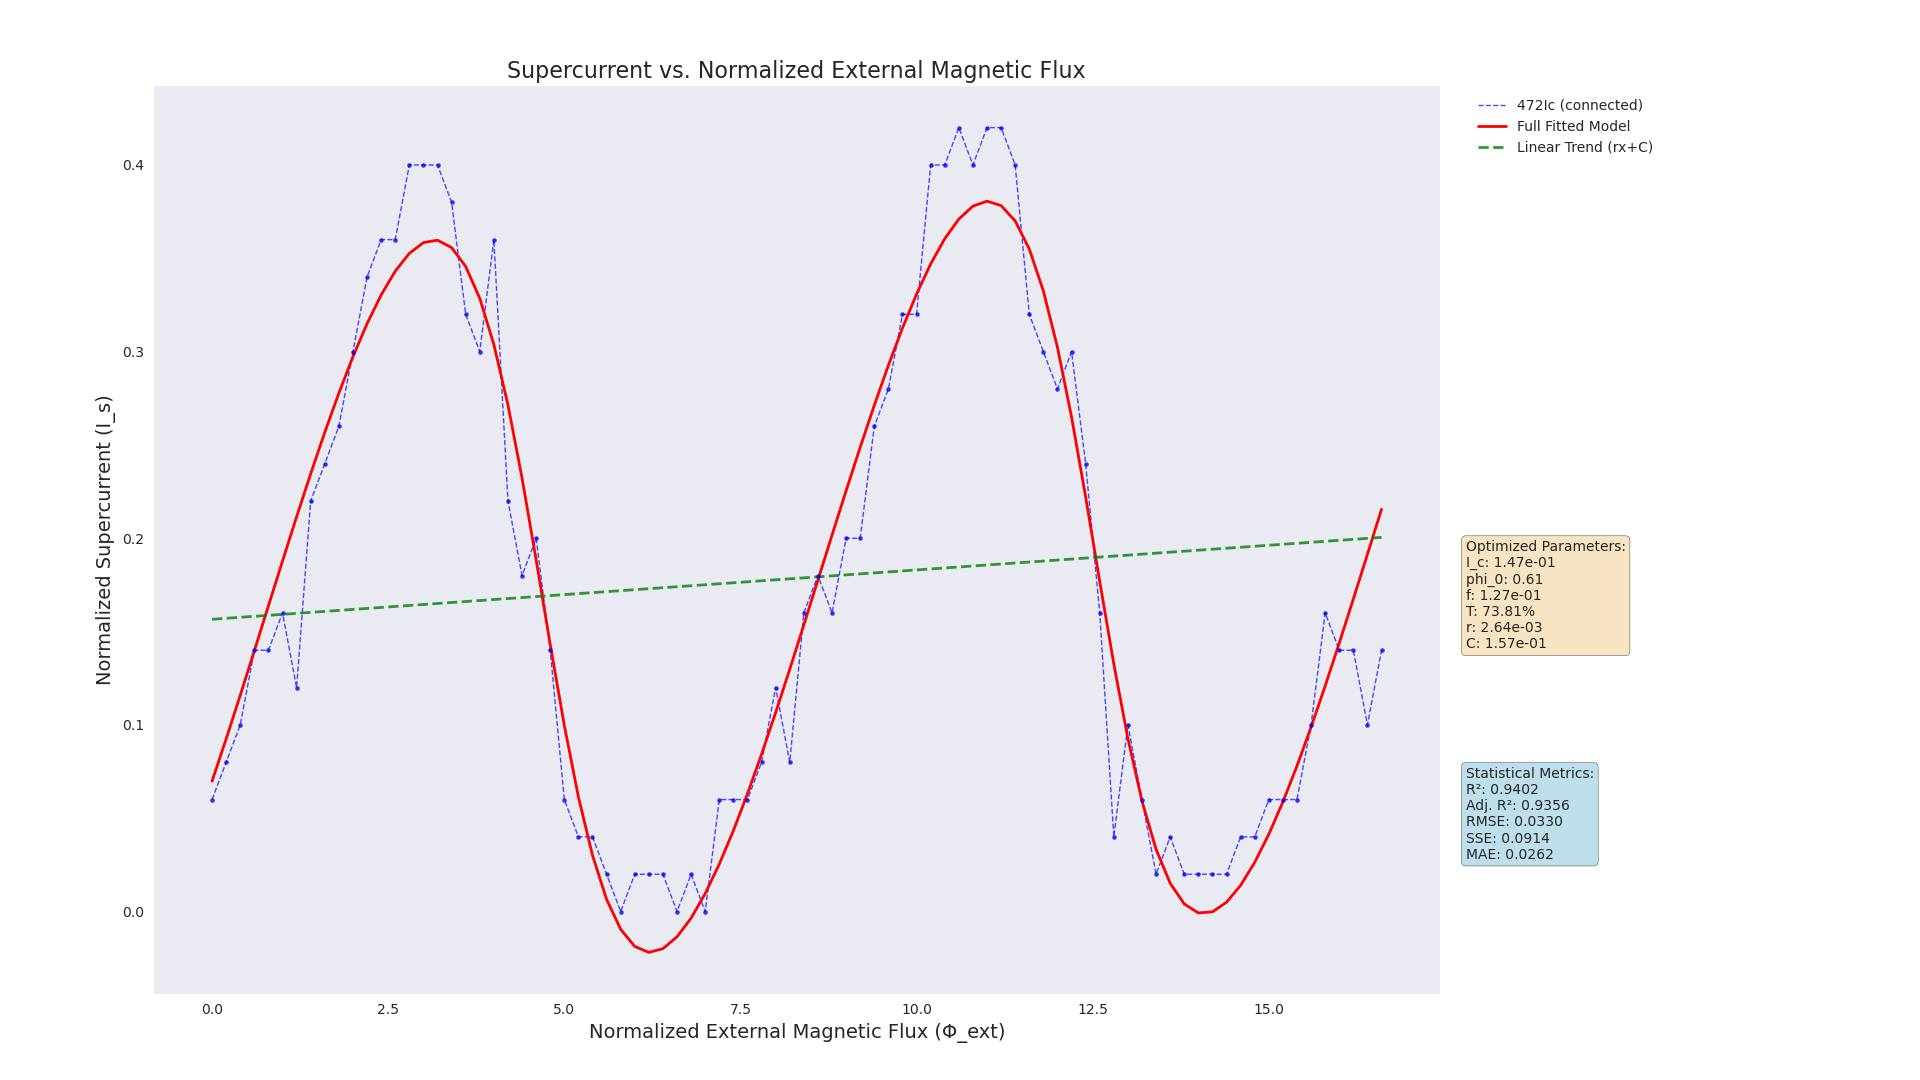 Supercurrent vs. Normalized External Magnetic Flux
472Ic (connected)
Full Fitted Model
Linear Trend (rx+C)
Normalized Supercurrent (I_s)
0.4
0.3
0.2
0.1
0.0
0.0
2.5
5.0
7.5
10.0
12.5
15.0
Normalized External Magnetic Flux (Φ_ext)
Optimized Parameters:
I_c: 1.47e-01
phi_0: 0.61
f: 1.27e-01
T: 73.81%
r: 2.64e-03
C: 1.57e-01
Statistical Metrics:
R²: 0.9402
Adj. R²: 0.9356
RMSE: 0.0330
SSE: 0.0914
MAE: 0.0262